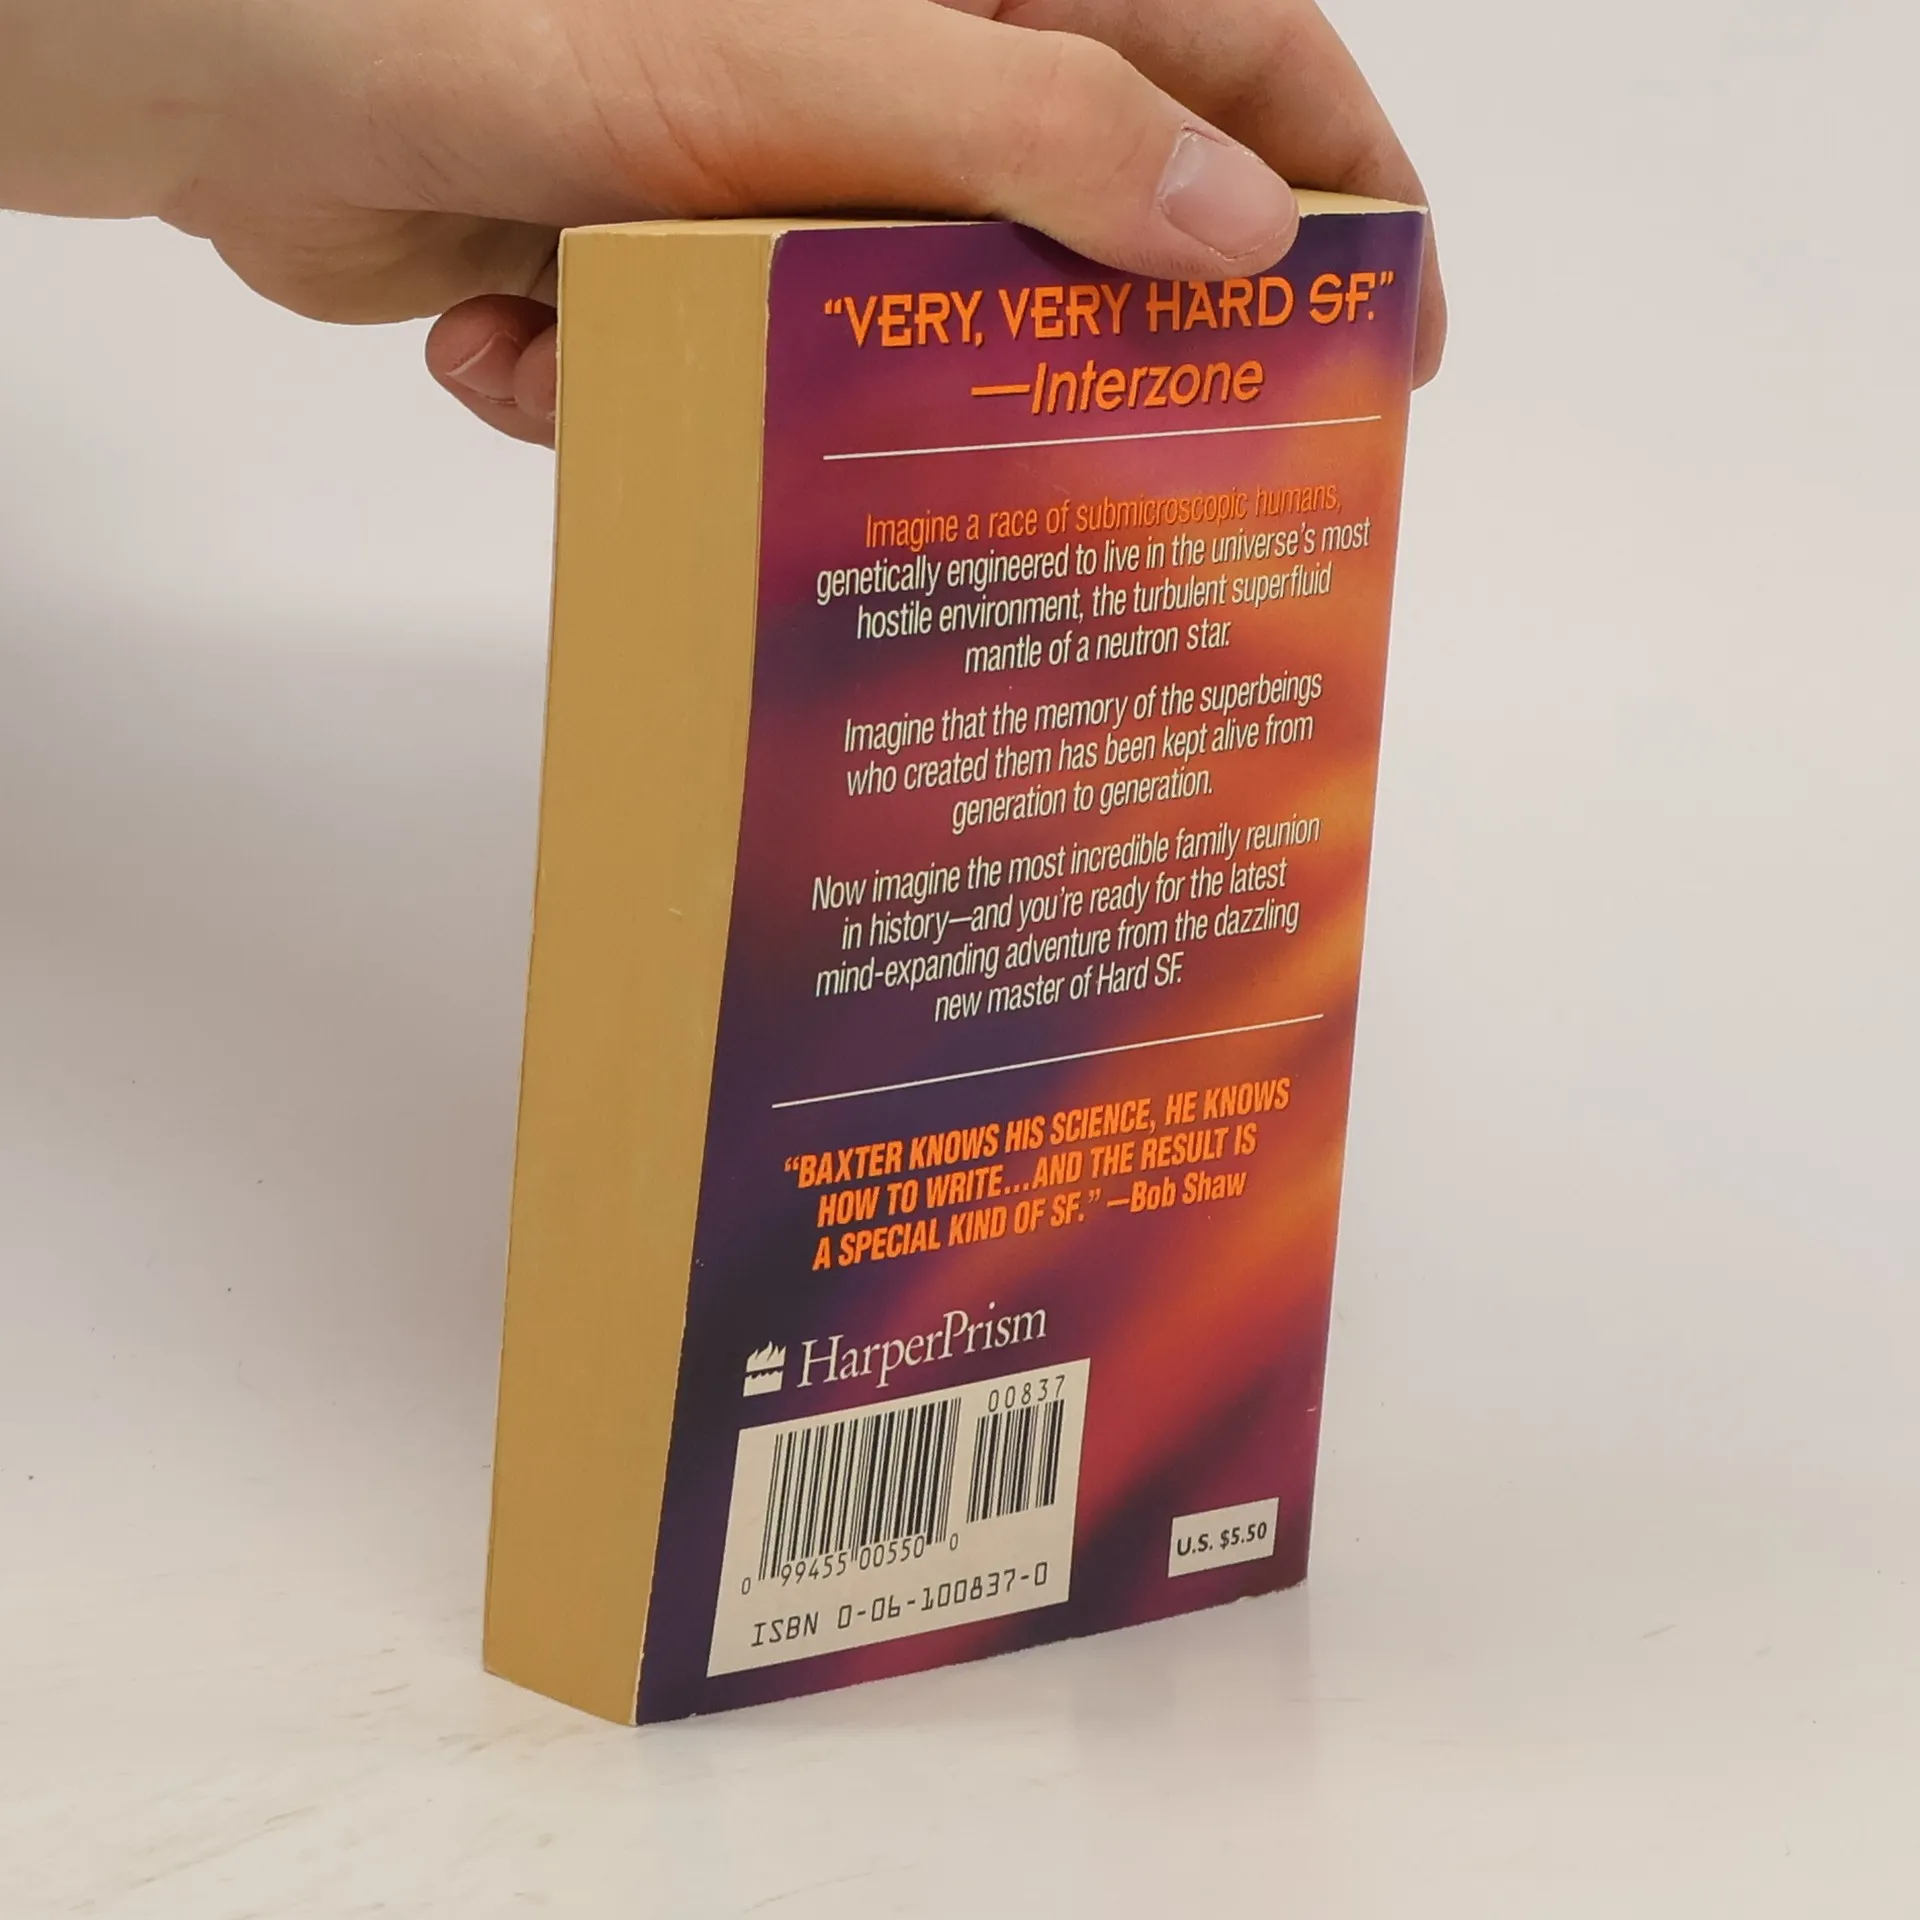 “VERY, VERY HARD SF.”
—Interzone
Imagine a race of submicroscopic humans,
genetically engineered to live in the universe’s most
hostile environment, the turbulent superfluid
mantle of a neutron star.
Imagine that the memory of the superbeings
who created them has been kept alive from
generation to generation.
Now imagine the most incredible family reunion
in history—and you’re ready for the latest
mind-expanding adventure from the dazzling
new master of Hard SF.
“BAXTER KNOWS HIS SCIENCE, HE KNOWS
HOW TO WRITE...AND THE RESULT IS
A SPECIAL KIND OF SF.” —Bob Shaw
HarperPrism
00837
0 99455 00550 0
ISBN 0-06-100837-0
U.S. $5.50